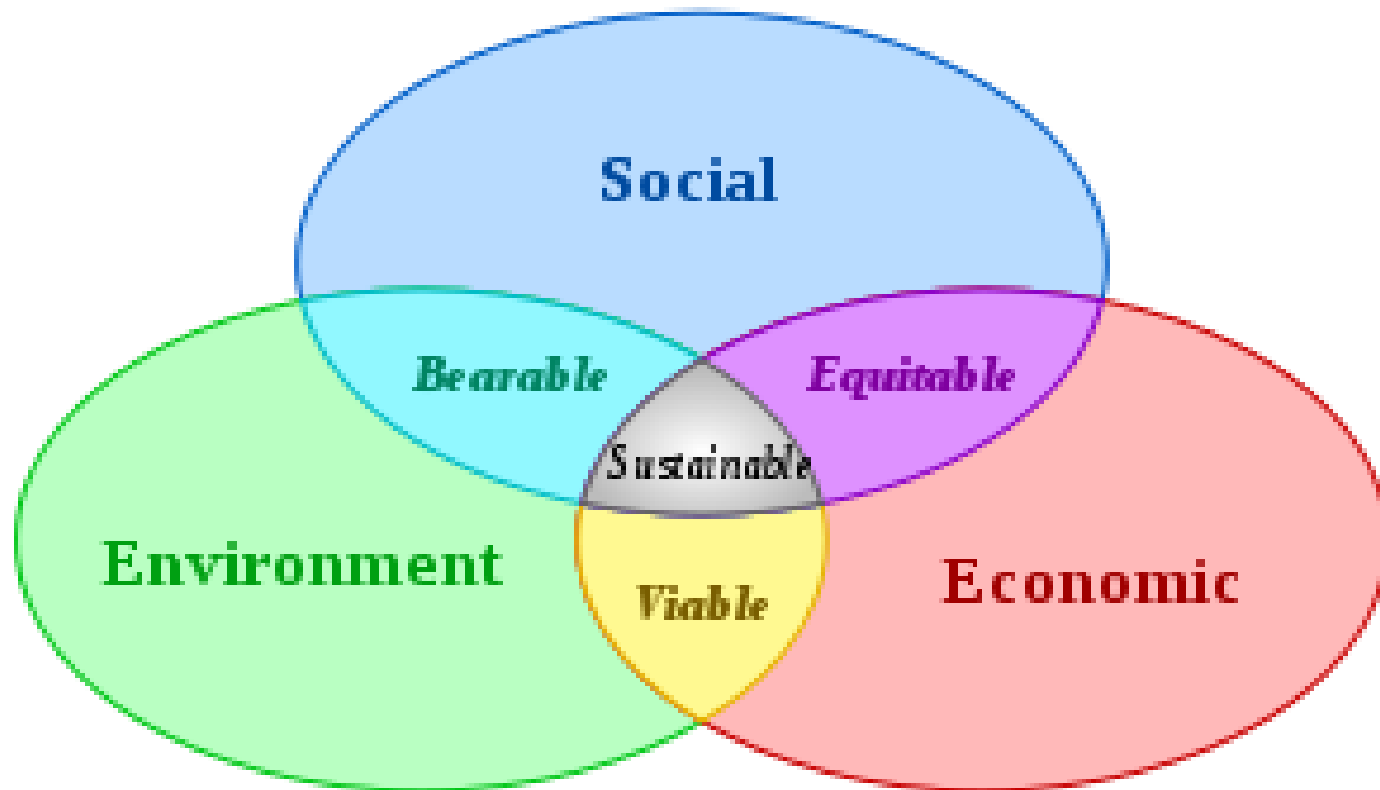 Social
Bearable
Equitable
Sustainable
Environment
Economic
Viable